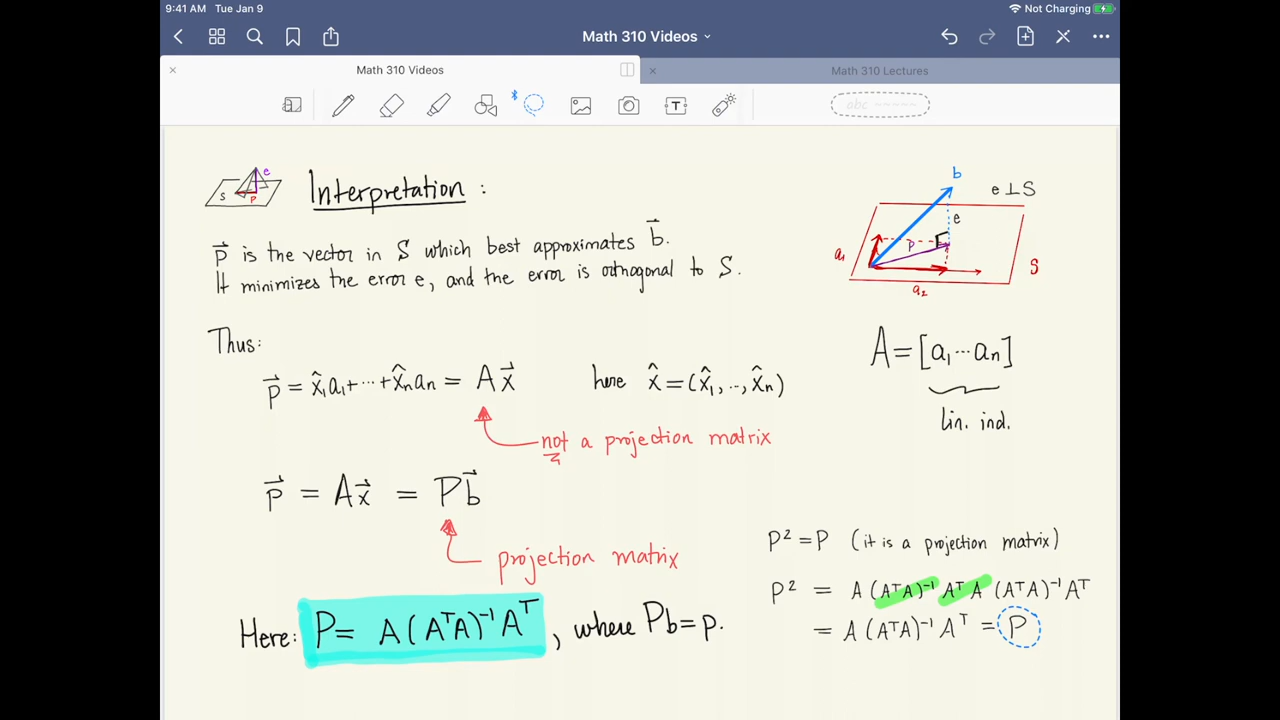 9:41 AM Tue Jan 9
Not Charging
Math 310 Videos
Math 310 Videos
Math 310 Lectures
T
abc
S
e
P
Interpretation:
p⃗ is the vector in S which best approximates b⃗.
It minimizes the error e, and the error is orthogonal to S.
b
e ⊥ S
e
p
a₁
S
a₂
Thus:
p⃗ = x̂₁a₁+⋯+x̂ₙaₙ = Ax⃗ here x̂=(x̂₁,..,x̂ₙ)
not a projection matrix
A=[a₁⋯aₙ]
lin. ind.
p⃗ = Ax⃗ = Pb⃗
projection matrix
Here: P= A(AᵀA)⁻¹Aᵀ, where Pb=p.
P²=P (it is a projection matrix)
P² = A(AᵀA)⁻¹AᵀA(AᵀA)⁻¹Aᵀ
= A(AᵀA)⁻¹Aᵀ = P